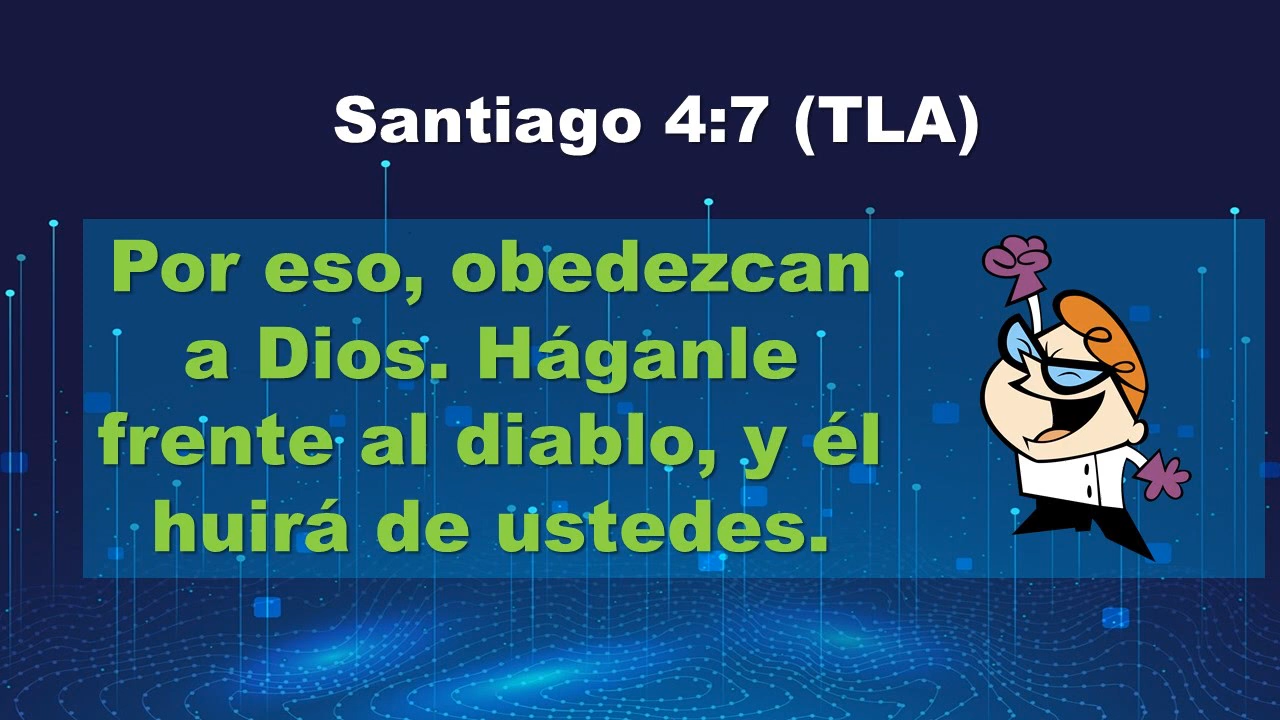 Santiago 4:7 (TLA)
Por eso, obedezcan
a Dios. Háganle
frente al diablo, y él
huirá de ustedes.